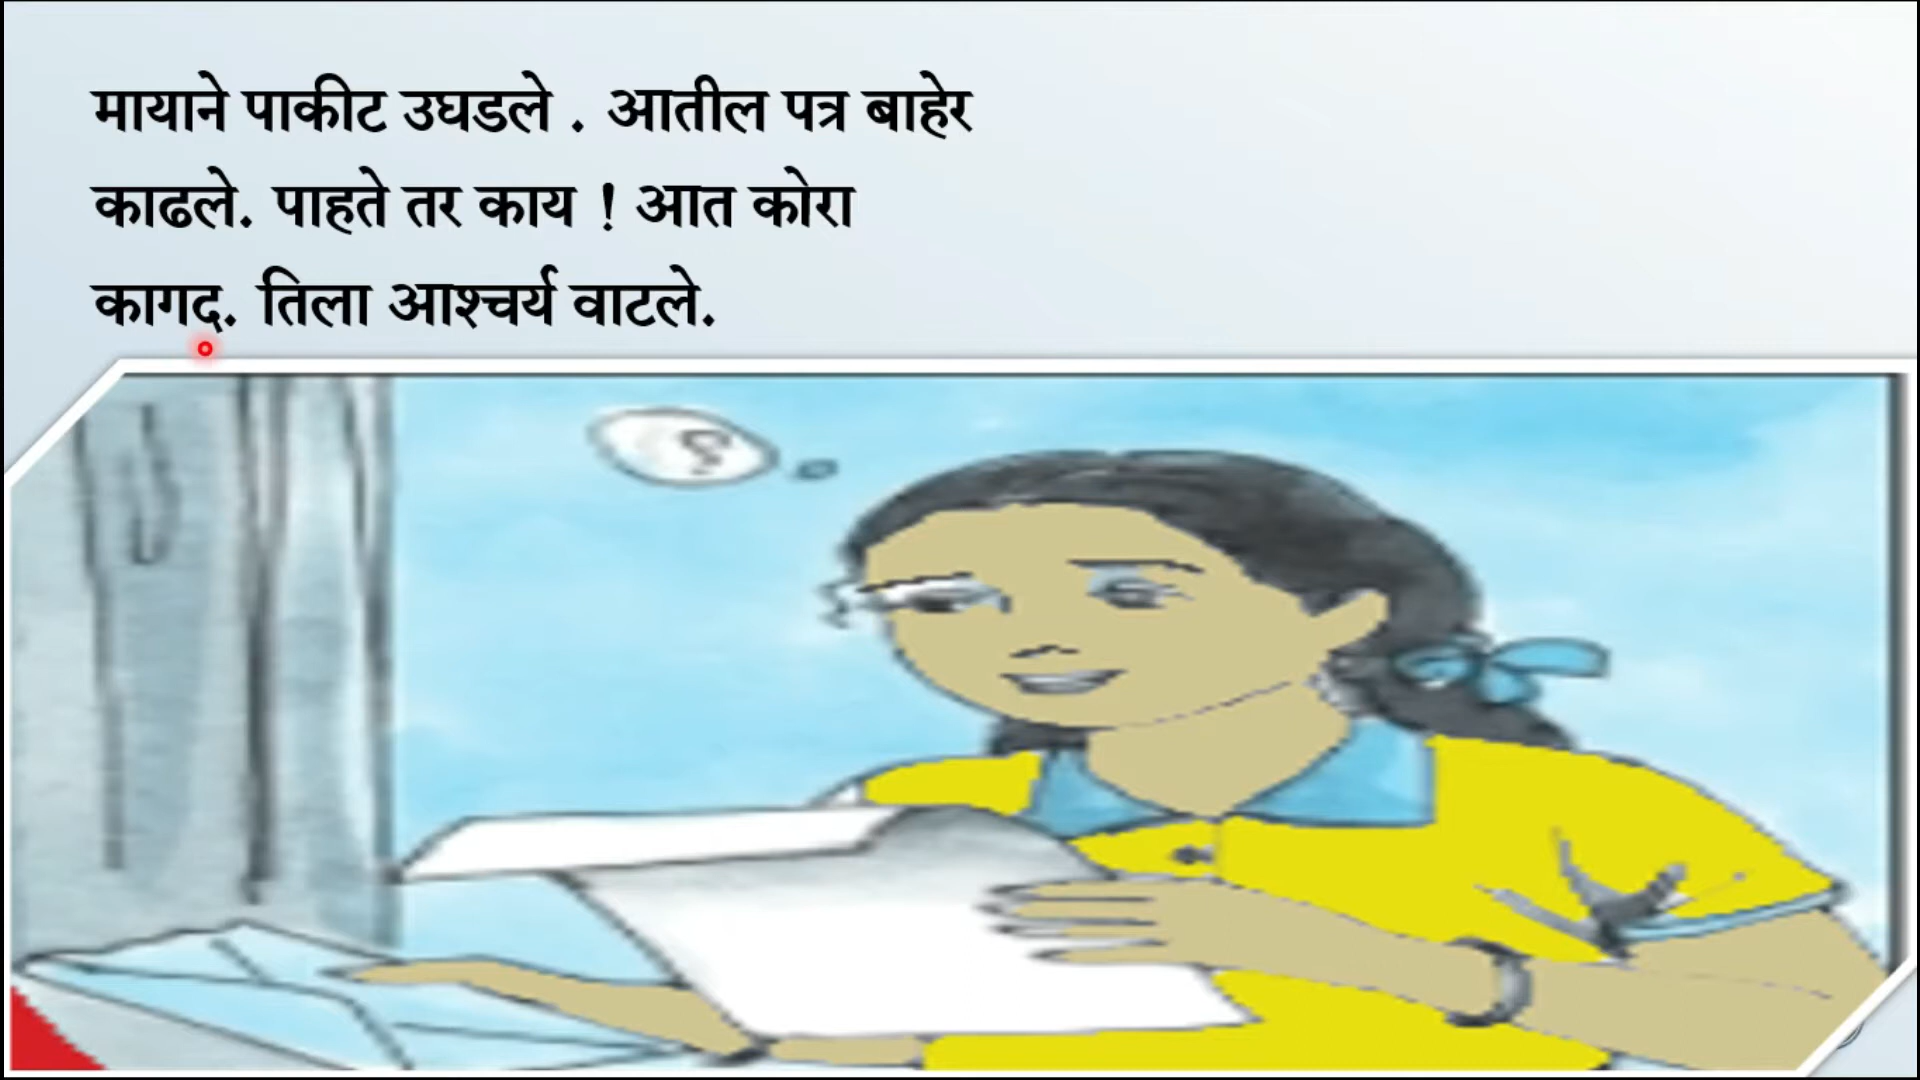 मायाने पाकीट उघडले . आतील पत्र बाहेर
काढले. पाहते तर काय ! आत कोरा
कागद. तिला आश्चर्य वाटले.
?